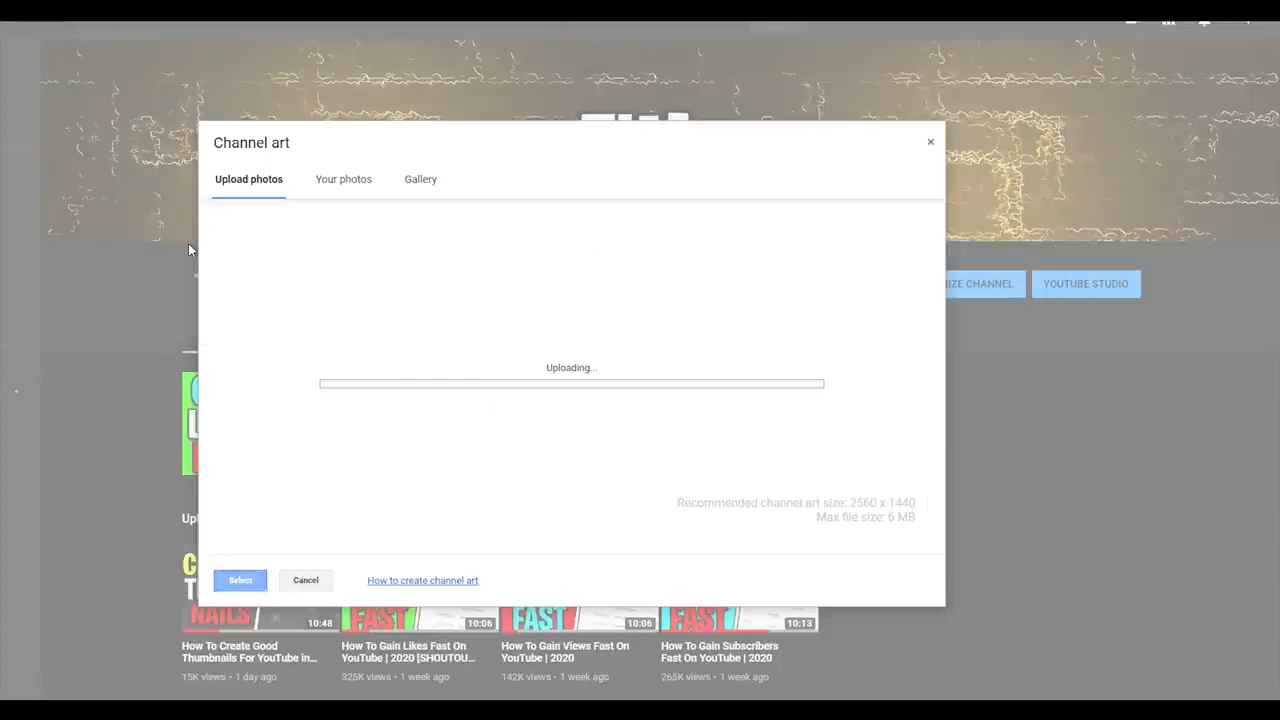 Channel art
×
Upload photos
Your photos
Gallery
IZE CHANNEL
YOUTUBE STUDIO
Uploading...
Recommended channel art size: 2560 x 1440
Max file size: 6 MB
Upl
Select
Cancel
How to create channel art
NAILS
10:48
FAST
10:06
FAST
10:06
FAST
10:13
How To Create Good
Thumbnails For YouTube in...
15K views • 1 day ago
How To Gain Likes Fast On
YouTube | 2020 [SHOUTOU...
325K views • 1 week ago
How To Gain Views Fast On
YouTube | 2020
142K views • 1 week ago
How To Gain Subscribers
Fast On YouTube | 2020
265K views • 1 week ago